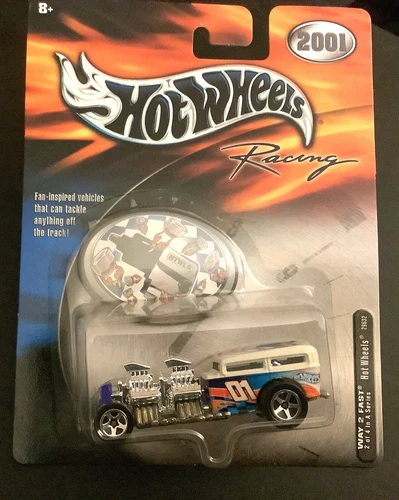 8+
2001
HOT WHEELS
Racing
Fan-inspired vehicles
that can tackle
anything off
the track!
01
WAY 2 FAST® Hot Wheels®
2 of 4 In A Series